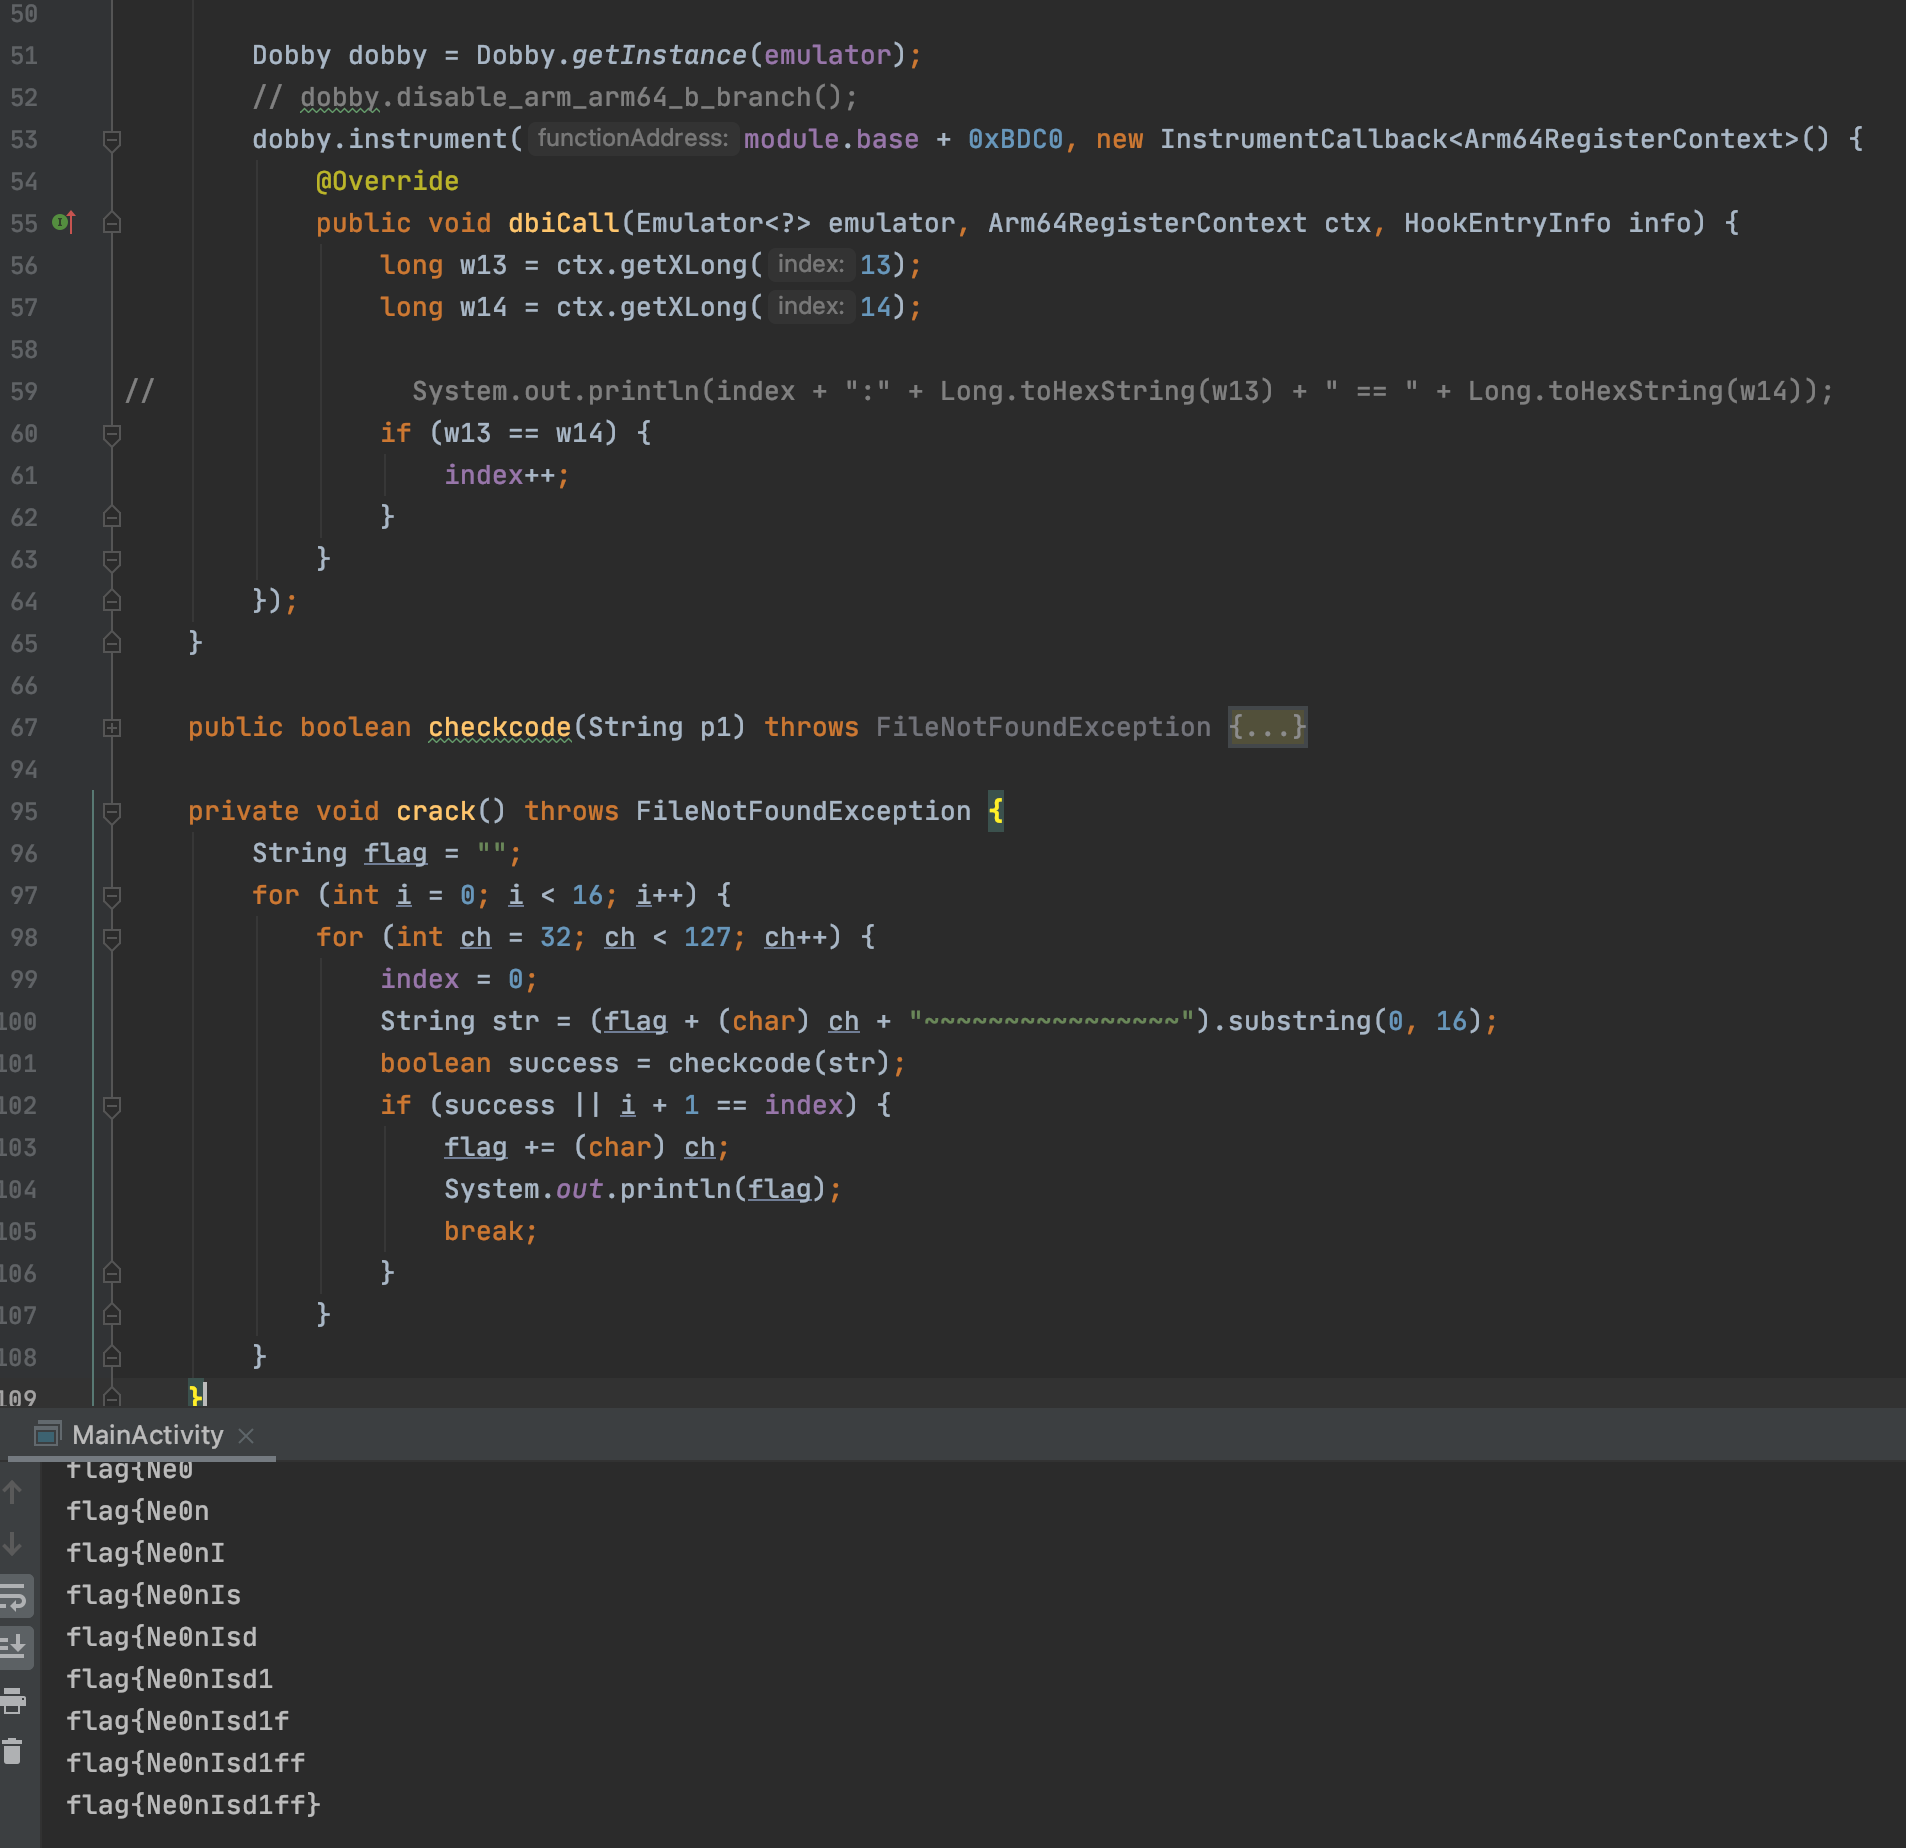 50
51 Dobby dobby = Dobby.getInstance(emulator);
52 // dobby.disable_arm_arm64_b_branch();
53 dobby.instrument( functionAddress: module.base + 0xBDC0, new InstrumentCallback<Arm64RegisterContext>() {
54 @Override
55 public void dbiCall(Emulator<?> emulator, Arm64RegisterContext ctx, HookEntryInfo info) {
56 long w13 = ctx.getXLong( index: 13);
57 long w14 = ctx.getXLong( index: 14);
58
59 // System.out.println(index + ":" + Long.toHexString(w13) + " == " + Long.toHexString(w14));
60 if (w13 == w14) {
61 index++;
62 }
63 }
64 });
65 }
66
67 public boolean checkcode(String p1) throws FileNotFoundException {...}
94
95 private void crack() throws FileNotFoundException {
96 String flag = "";
97 for (int i = 0; i < 16; i++) {
98 for (int ch = 32; ch < 127; ch++) {
99 index = 0;
100 String str = (flag + (char) ch + "~~~~~~~~~~~~~~~~").substring(0, 16);
101 boolean success = checkcode(str);
102 if (success || i + 1 == index) {
103 flag += (char) ch;
104 System.out.println(flag);
105 break;
106 }
107 }
108 }
109 }
MainActivity ×
flag{Ne0
flag{Ne0n
flag{Ne0nI
flag{Ne0nIs
flag{Ne0nIsd
flag{Ne0nIsd1
flag{Ne0nIsd1f
flag{Ne0nIsd1ff
flag{Ne0nIsd1ff}